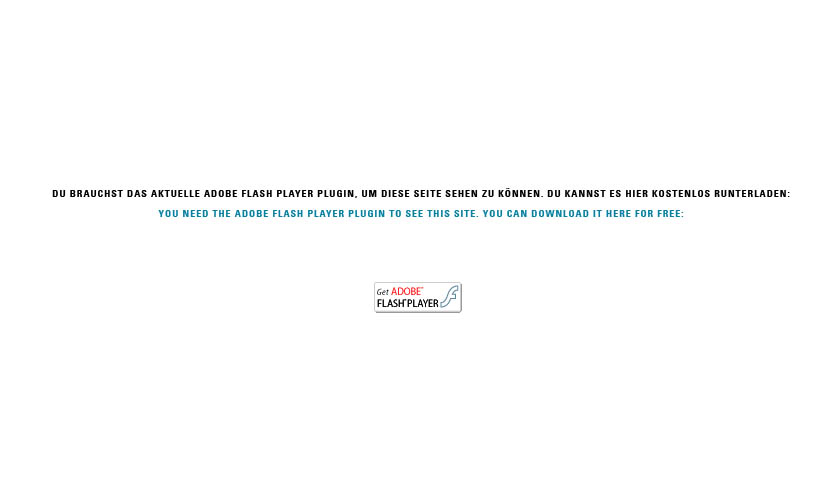 DU BRAUCHST DAS AKTUELLE ADOBE FLASH PLAYER PLUGIN, UM DIESE SEITE SEHEN ZU KÖNNEN. DU KANNST ES HIER KOSTENLOS RUNTERLADEN:
YOU NEED THE ADOBE FLASH PLAYER PLUGIN TO SEE THIS SITE. YOU CAN DOWNLOAD IT HERE FOR FREE:
Get ADOBE™
FLASH® PLAYER